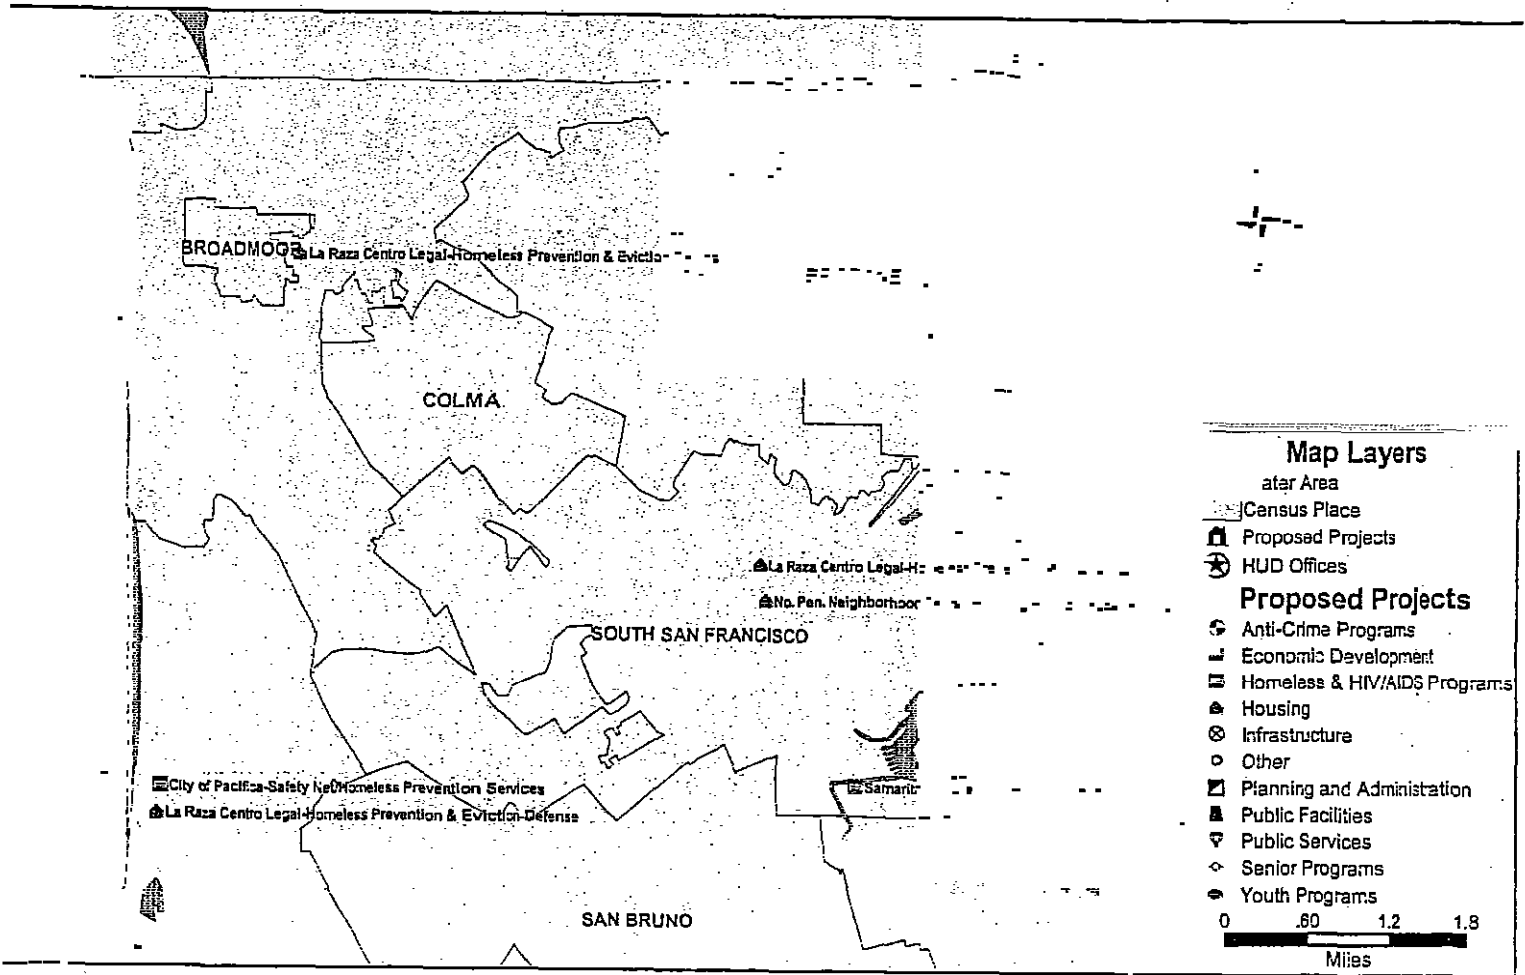 BROADMOOR
La Raza Centro Legal-Homeless Prevention & Evictio
COLMA
La Raza Centro Legal-H
No. Pen. Neighborhoor
SOUTH SAN FRANCISCO
City of Pacifica-Safety Net/Homeless Prevention Services
La Raza Centro Legal-Homeless Prevention & Eviction-Defense
Samarit
SAN BRUNO
Map Layers
ater Area
Census Place
Proposed Projects
HUD Offices
Proposed Projects
Anti-Crime Programs
Economic Development
Homeless & HIV/AIDS Programs
Housing
Infrastructure
Other
Planning and Administration
Public Facilities
Public Services
Senior Programs
Youth Programs
0 .60 1.2 1.8
Miles